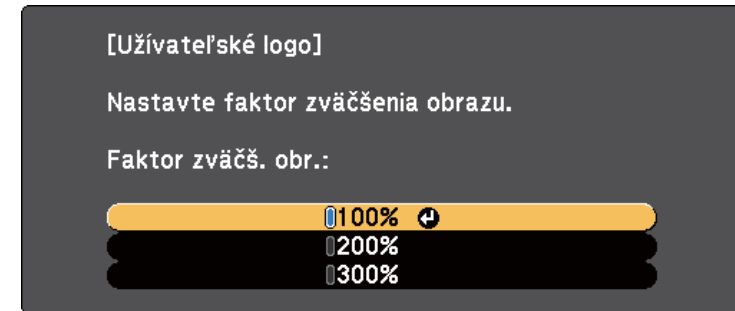 [Užívateľské logo]
Nastavte faktor zväčšenia obrazu.
Faktor zväčš. obr.:
100%
200%
300%